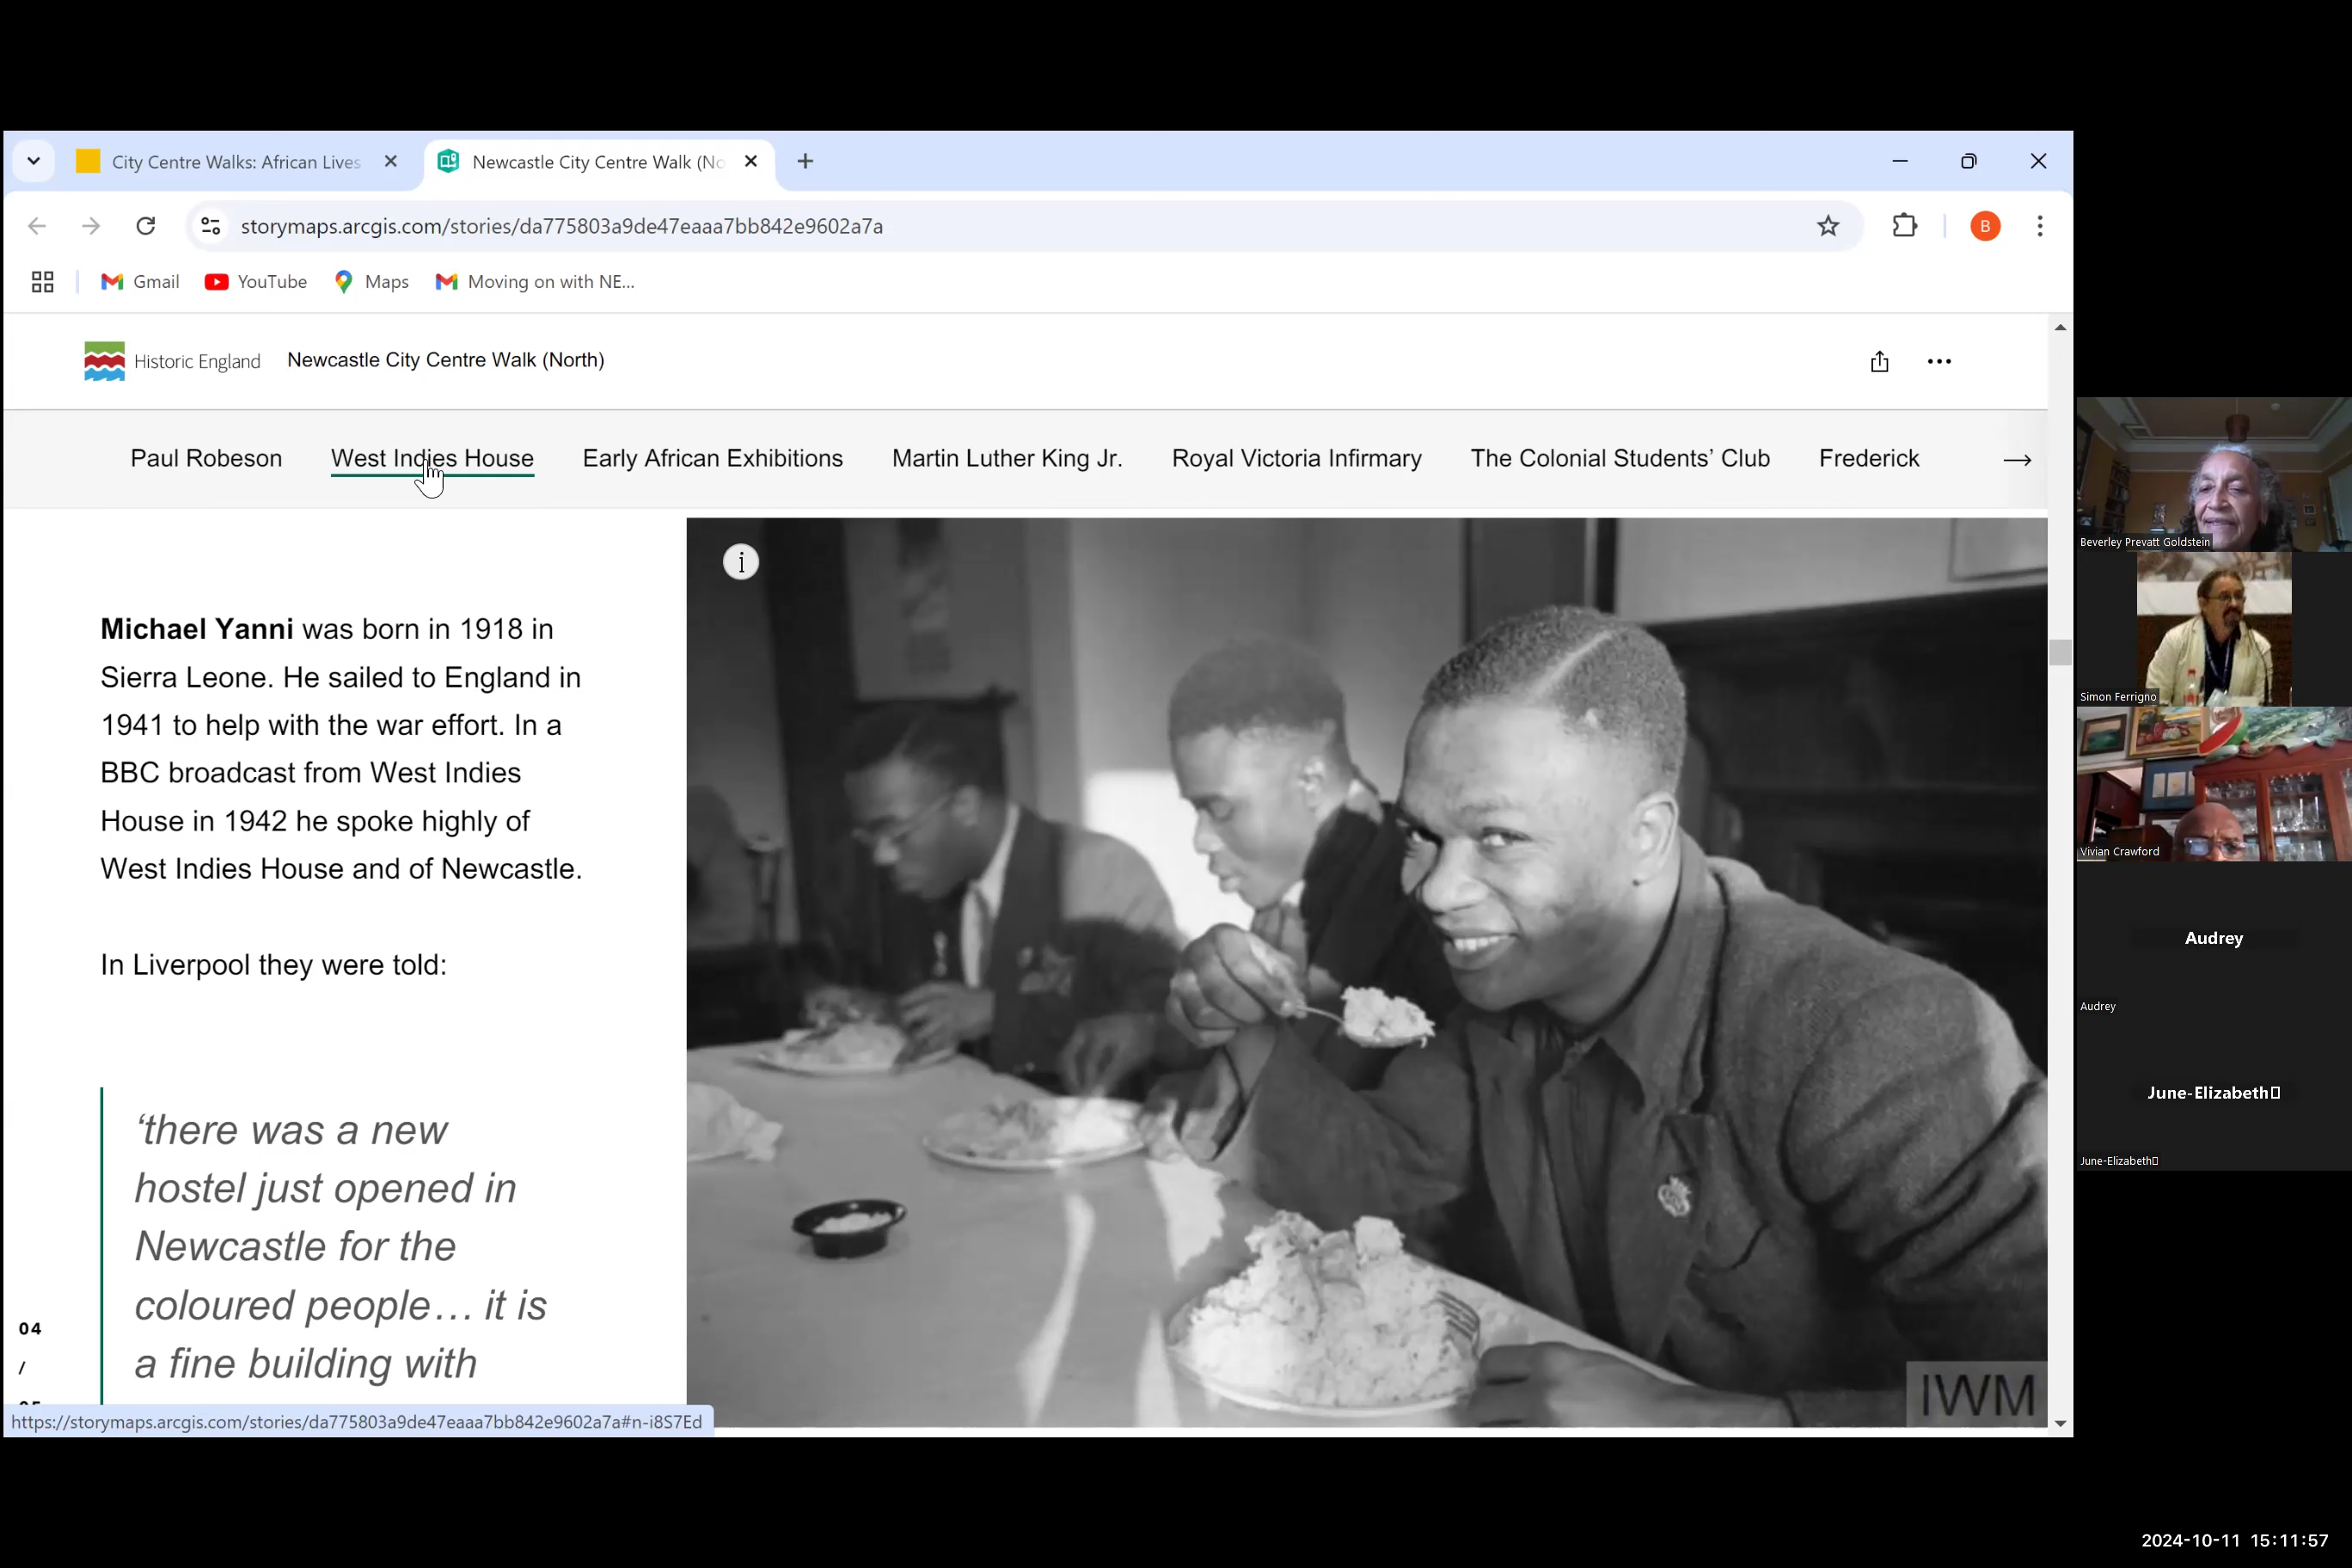 City Centre Walks: African Lives
Newcastle City Centre Walk (No
storymaps.arcgis.com/stories/da775803a9de47eaaa7bb842e9602a7a
B
Gmail
YouTube
Maps
Moving on with NE...
Historic England
Newcastle City Centre Walk (North)
Paul Robeson
West Indies House
Early African Exhibitions
Martin Luther King Jr.
Royal Victoria Infirmary
The Colonial Students’ Club
Frederick
i
Michael Yanni was born in 1918 in
Sierra Leone. He sailed to England in
1941 to help with the war effort. In a
BBC broadcast from West Indies
House in 1942 he spoke highly of
West Indies House and of Newcastle.
In Liverpool they were told:
‘there was a new
hostel just opened in
Newcastle for the
coloured people… it is
a fine building with
04
/
https://storymaps.arcgis.com/stories/da775803a9de47eaaa7bb842e9602a7a#n-i8S7Ed
IWM
Beverley Prevatt Goldstein
Simon Ferrigno
Vivian Crawford
Audrey
Audrey
June-Elizabeth
June-Elizabeth
2024-10-11 15:11:57